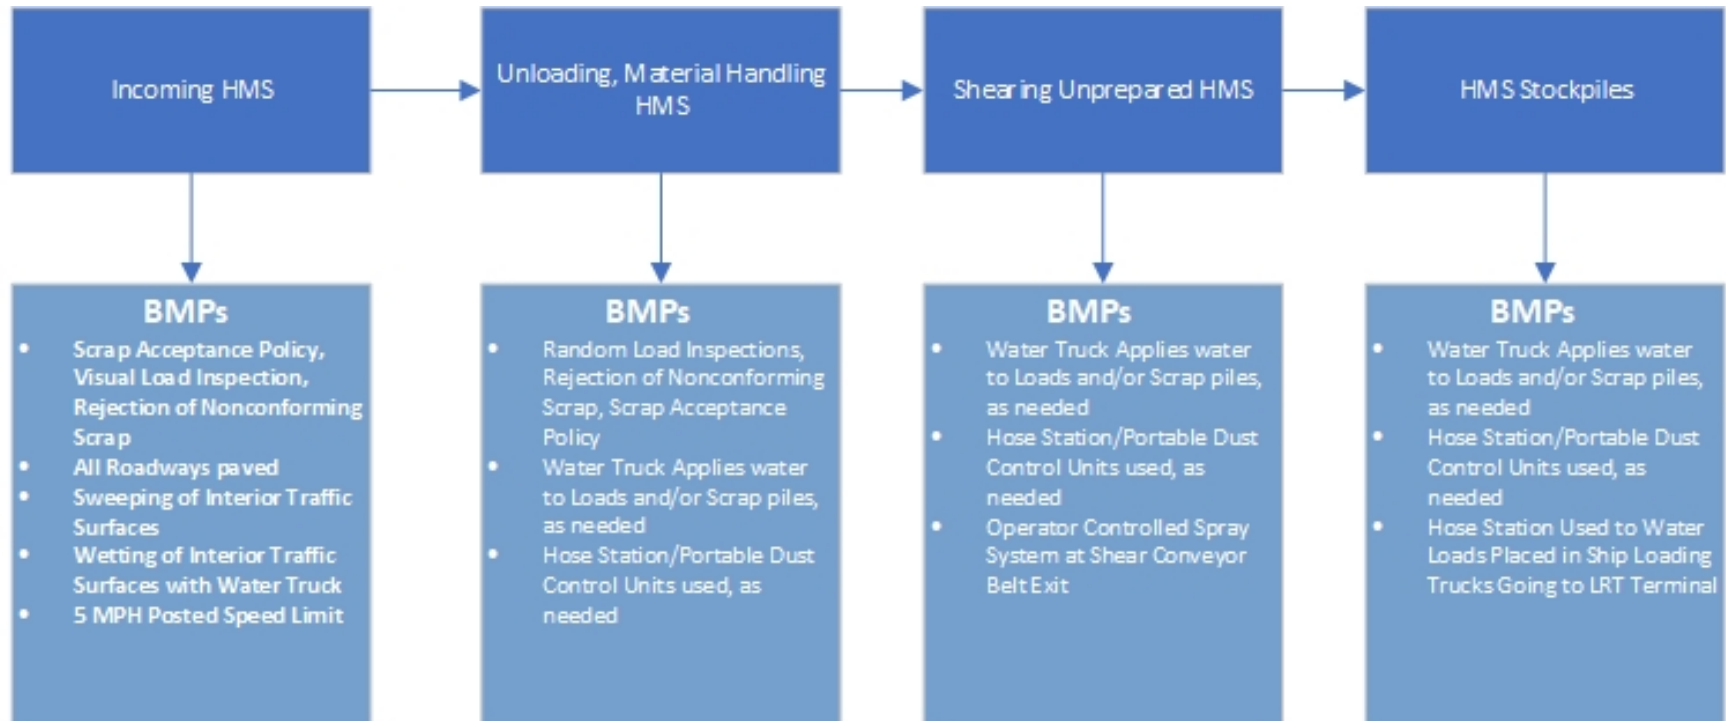 Incoming HMS
Unloading, Material Handling
HMS
Shearing Unprepared HMS
HMS Stockpiles
BMPs
• Scrap Acceptance Policy,
Visual Load Inspection,
Rejection of Nonconforming
Scrap
• All Roadways paved
• Sweeping of Interior Traffic
Surfaces
• Wetting of Interior Traffic
Surfaces with Water Truck
• 5 MPH Posted Speed Limit
BMPs
• Random Load Inspections,
Rejection of Nonconforming
Scrap, Scrap Acceptance
Policy
• Water Truck Applies water
to Loads and/or Scrap piles,
as needed
• Hose Station/Portable Dust
Control Units used, as
needed
BMPs
• Water Truck Applies water
to Loads and/or Scrap piles,
as needed
• Hose Station/Portable Dust
Control Units used, as
needed
• Operator Controlled Spray
System at Shear Conveyor
Belt Exit
BMPs
• Water Truck Applies water
to Loads and/or Scrap piles,
as needed
• Hose Station/Portable Dust
Control Units used, as
needed
• Hose Station Used to Water
Loads Placed in Ship Loading
Trucks Going to LRT Terminal